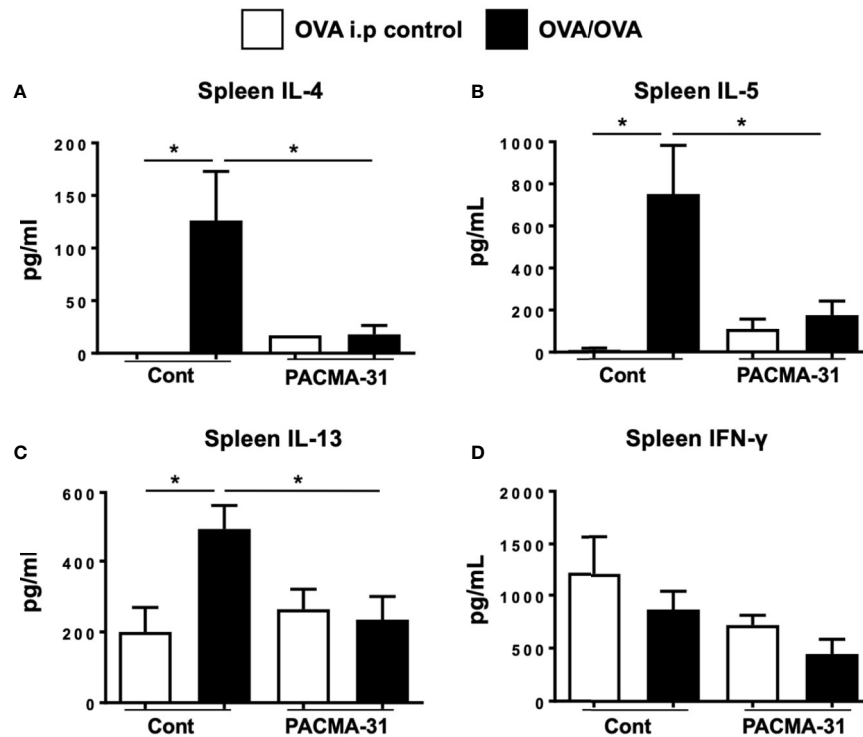 OVA i.p control OVA/OVA
A Spleen IL-4
B Spleen IL-5
* *
pg/ml
200
150
100
50
0
Cont PACMA-31
* *
pg/mL
1000
800
600
400
200
0
Cont PACMA-31
C Spleen IL-13
D Spleen IFN-γ
* *
pg/ml
600
400
200
0
Cont PACMA-31
pg/mL
2000
1500
1000
500
0
Cont PACMA-31